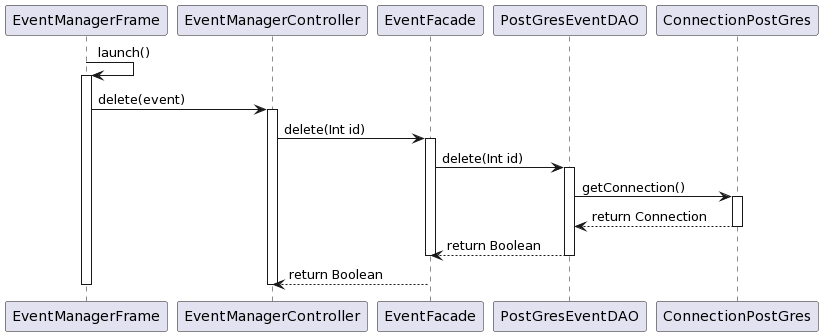 EventManagerFrame
EventManagerController
EventFacade
PostGresEventDAO
ConnectionPostGres
launch()
delete(event)
delete(Int id)
delete(Int id)
getConnection()
return Connection
return Boolean
return Boolean
EventManagerFrame
EventManagerController
EventFacade
PostGresEventDAO
ConnectionPostGres